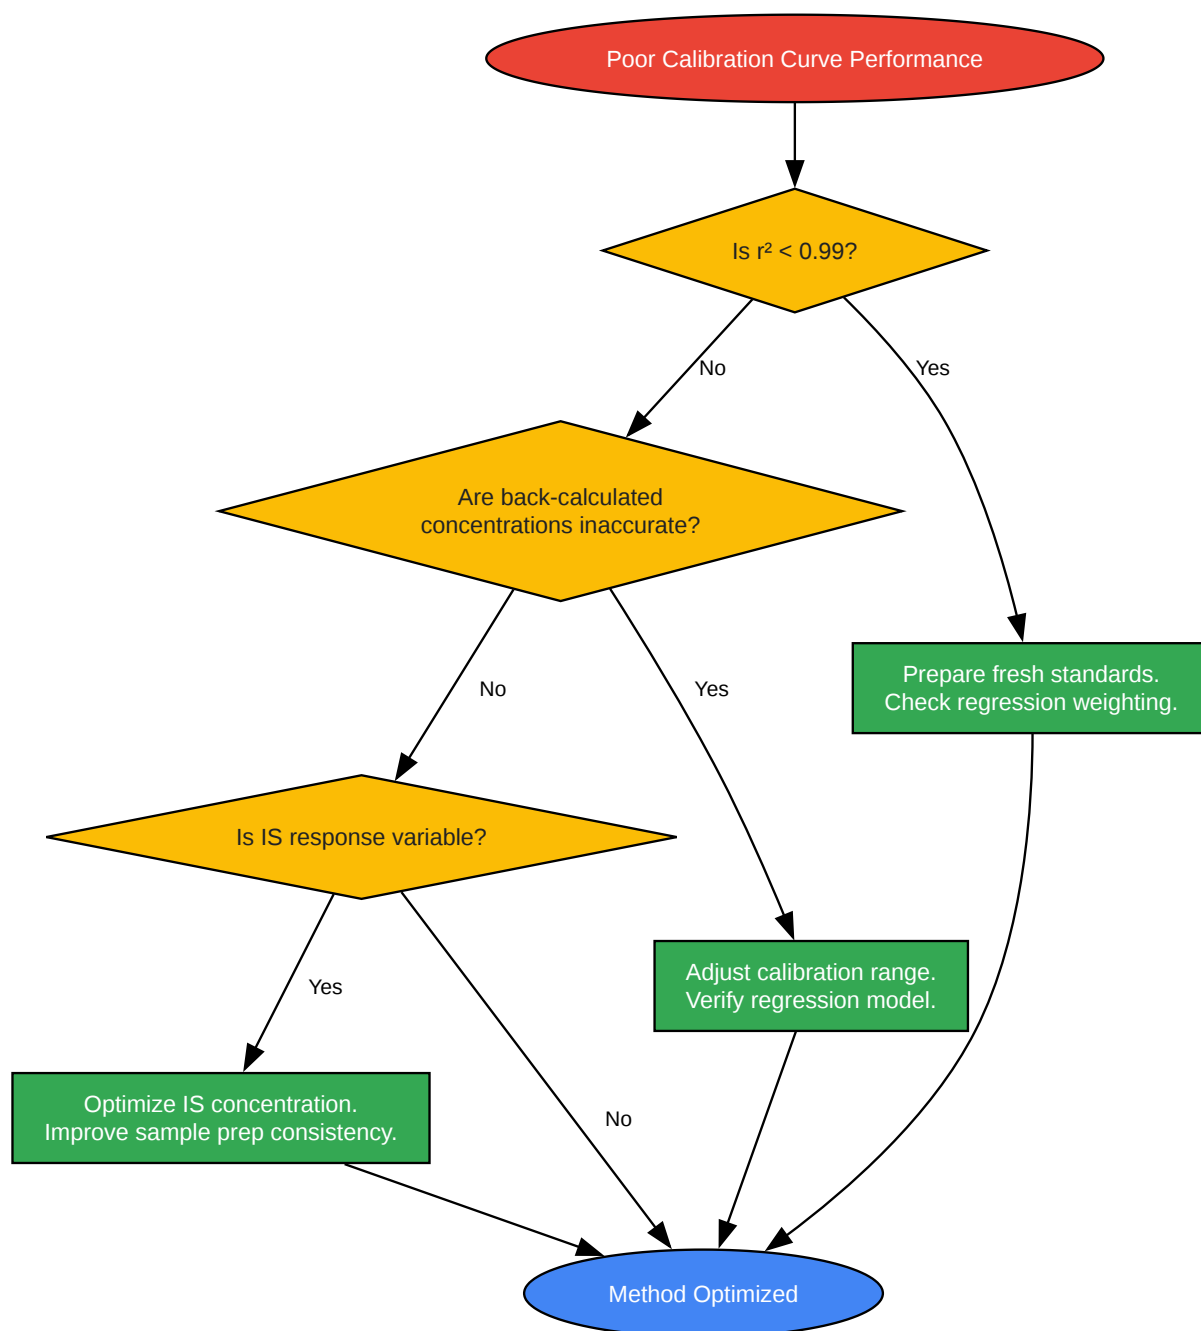 Poor Calibration Curve Performance
Is r² < 0.99?
No
Yes
Are back-calculated
concentrations inaccurate?
Prepare fresh standards.
Check regression weighting.
No
Yes
Is IS response variable?
Adjust calibration range.
Verify regression model.
Yes
Optimize IS concentration.
Improve sample prep consistency.
No
Method Optimized